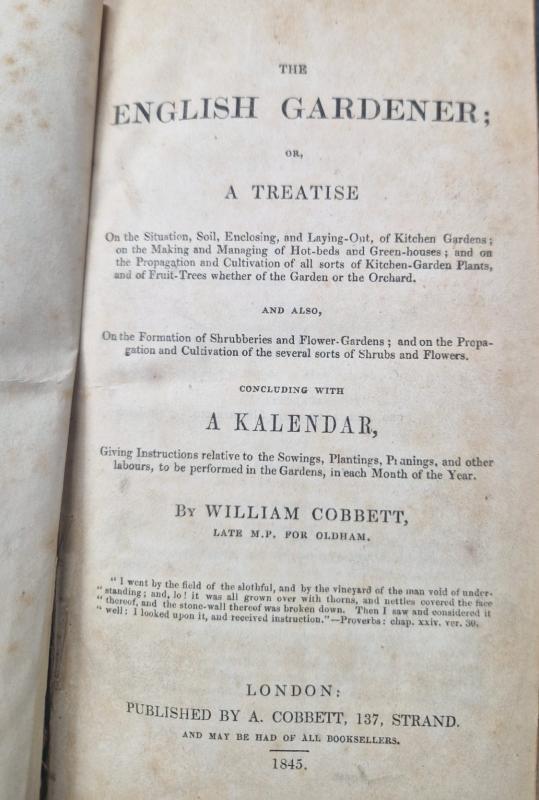 THE
ENGLISH GARDENER;
OR,
A TREATISE
On the Situation, Soil, Enclosing, and Laying-Out, of Kitchen Gardens;
on the Making and Managing of Hot-beds and Green-houses; and on
the Propagation and Cultivation of all sorts of Kitchen-Garden Plants,
and of Fruit-Trees whether of the Garden or the Orchard.
AND ALSO,
On the Formation of Shrubberies and Flower-Gardens; and on the Propa-
gation and Cultivation of the several sorts of Shrubs and Flowers.
CONCLUDING WITH
A KALENDAR,
Giving Instructions relative to the Sowings, Plantings, Prunings, and other
labours, to be performed in the Gardens, in each Month of the Year.
BY WILLIAM COBBETT,
LATE M.P. FOR OLDHAM.
"I went by the field of the slothful, and by the vineyard of the man void of under-
"standing; and, lo! it was all grown over with thorns, and nettles covered the face
"thereof, and the stone-wall thereof was broken down. Then I saw and considered it
"well: I looked upon it, and received instruction."—Proverbs: chap. xxiv. ver. 30.
LONDON:
PUBLISHED BY A. COBBETT, 137, STRAND.
AND MAY BE HAD OF ALL BOOKSELLERS.
1845.